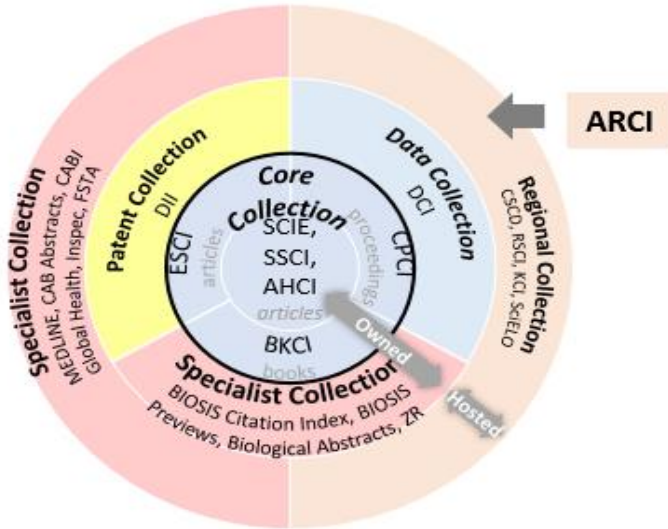 ARCI
Core
Collection
SCIE,
SSCI,
AHCI
articles
ESCI
articles
CPCI
proceedings
BKCI
books
Patent Collection
DII
Data Collection
DCI
Specialist Collection
BIOSIS Citation Index, BIOSIS
Previews, Biological Abstracts, ZR
Specialist Collection
MEDLINE, CAB Abstracts, CABI
Global Health, Inspec, FSTA
Regional Collection
CSCD, RSCI, KCI, SciELO
Owned
Hosted